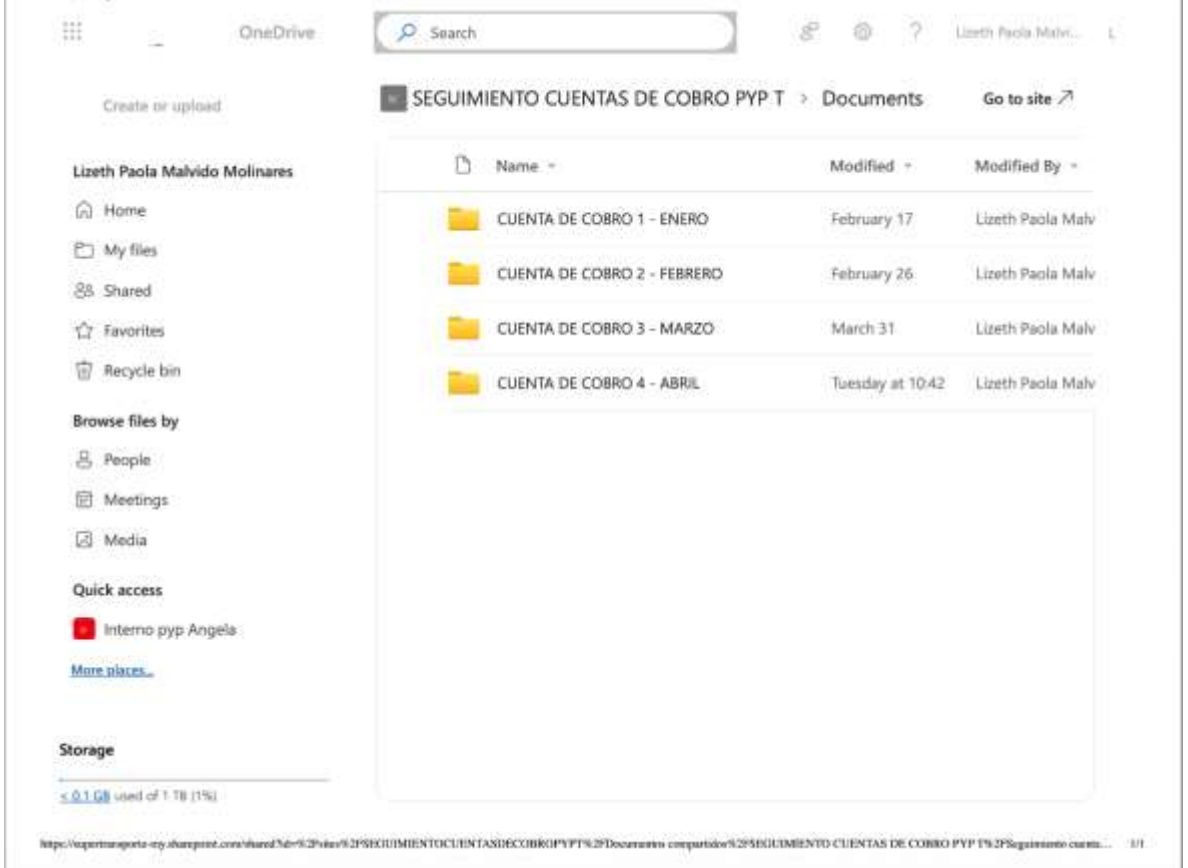 OneDrive
Search
Lizeth Paola Malvi... L
Create or upload
SEGUIMIENTO CUENTAS DE COBRO PYP T > Documents
Go to site
Lizeth Paola Malvido Molinares
Home
My files
Shared
Favorites
Recycle bin
Browse files by
People
Meetings
Media
Quick access
Interno pyp Angela
More places...
Storage
< 0.1 GB used of 1 TB (1%)
Name Modified Modified By
CUENTA DE COBRO 1 - ENERO February 17 Lizeth Paola Malv
CUENTA DE COBRO 2 - FEBRERO February 26 Lizeth Paola Malv
CUENTA DE COBRO 3 - MARZO March 31 Lizeth Paola Malv
CUENTA DE COBRO 4 - ABRIL Tuesday at 10:42 Lizeth Paola Malv
1/1